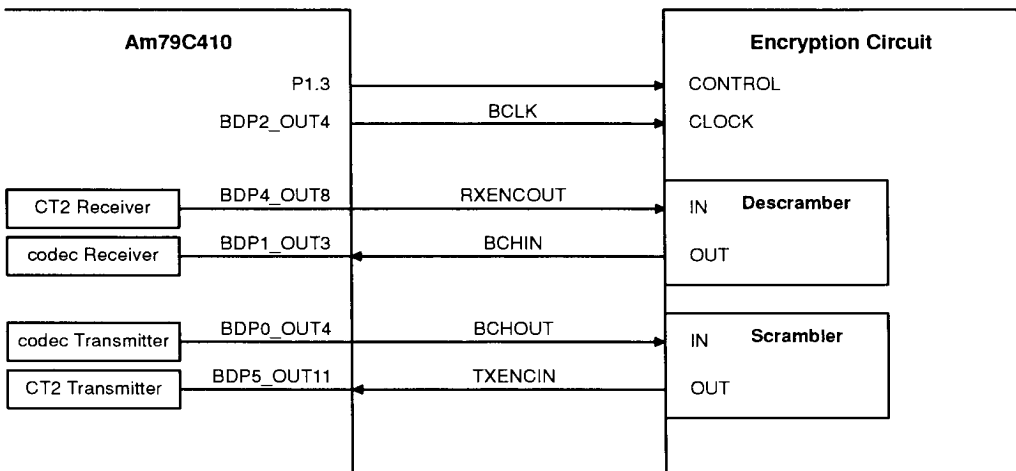 Am79C410
Encryption Circuit
P1.3
CONTROL
BDP2_OUT4
BCLK
CLOCK
CT2 Receiver
BDP4_OUT8
RXENCOUT
IN
Descramber
codec Receiver
BDP1_OUT3
BCHIN
OUT
codec Transmitter
BDP0_OUT4
BCHOUT
IN
Scrambler
CT2 Transmitter
BDP5_OUT11
TXENCIN
OUT